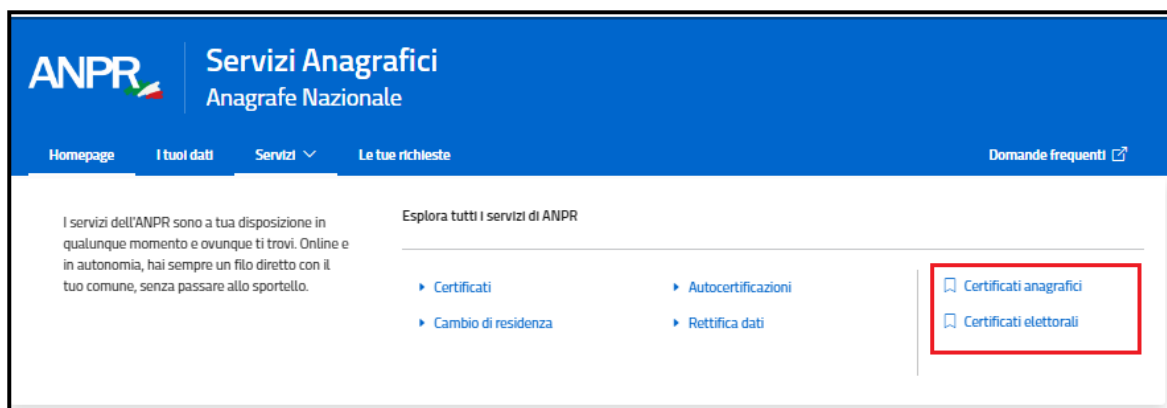 ANPR
Servizi Anagrafici
Anagrafe Nazionale
Homepage
I tuoi dati
Servizi
Le tue richieste
Domande frequenti
I servizi dell'ANPR sono a tua disposizione in
qualunque momento e ovunque ti trovi. Online e
in autonomia, hai sempre un filo diretto con il
tuo comune, senza passare allo sportello.
Esplora tutti i servizi di ANPR
Certificati
Cambio di residenza
Autocertificazioni
Rettifica dati
Certificati anagrafici
Certificati elettorali